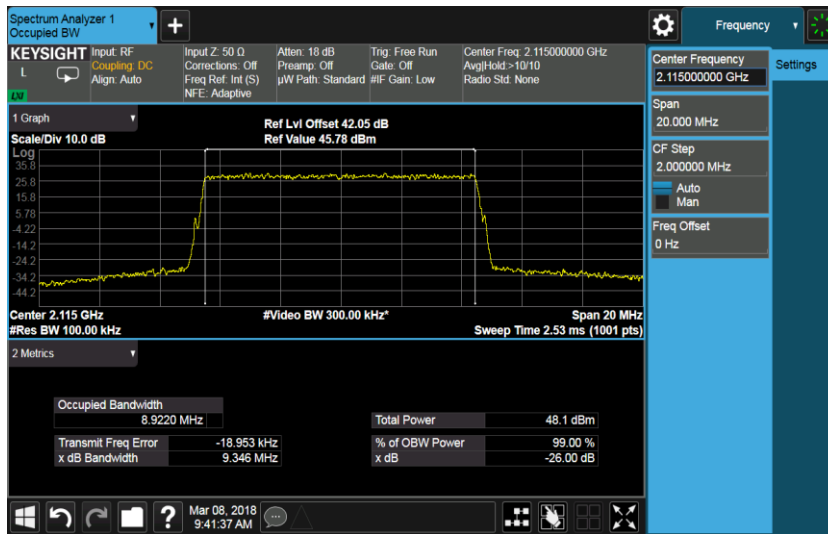 Spectrum Analyzer 1
Occupied BW
+
Frequency
KEYSIGHT
L
LXI
Input: RF
Coupling: DC
Align: Auto
Input Z: 50 Ω
Corrections: Off
Freq Ref: Int (S)
NFE: Adaptive
Atten: 18 dB
Preamp: Off
µW Path: Standard
Trig: Free Run
Gate: Off
#IF Gain: Low
Center Freq: 2.115000000 GHz
Avg|Hold:>10/10
Radio Std: None
Center Frequency
2.115000000 GHz
Settings
Span
20.000 MHz
CF Step
2.000000 MHz
Auto
Man
Freq Offset
0 Hz
1 Graph
Scale/Div 10.0 dB
Ref Lvl Offset 42.05 dB
Ref Value 45.78 dBm
Log
35.8
25.8
15.8
5.78
-4.22
-14.2
-24.2
-34.2
-44.2
Center 2.115 GHz
#Video BW 300.00 kHz*
Span 20 MHz
#Res BW 100.00 kHz
Sweep Time 2.53 ms (1001 pts)
2 Metrics
Occupied Bandwidth
8.9220 MHz
Total Power 48.1 dBm
Transmit Freq Error -18.953 kHz
% of OBW Power 99.00 %
x dB Bandwidth 9.346 MHz
x dB -26.00 dB
?
Mar 08, 2018
9:41:37 AM